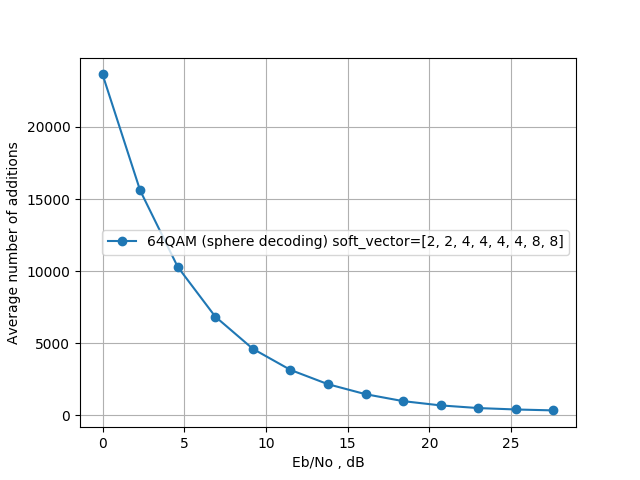 20000
15000
10000
5000
0
Average number of additions
64QAM (sphere decoding) soft_vector=[2, 2, 4, 4, 4, 4, 8, 8]
0 5 10 15 20 25
Eb/No , dB